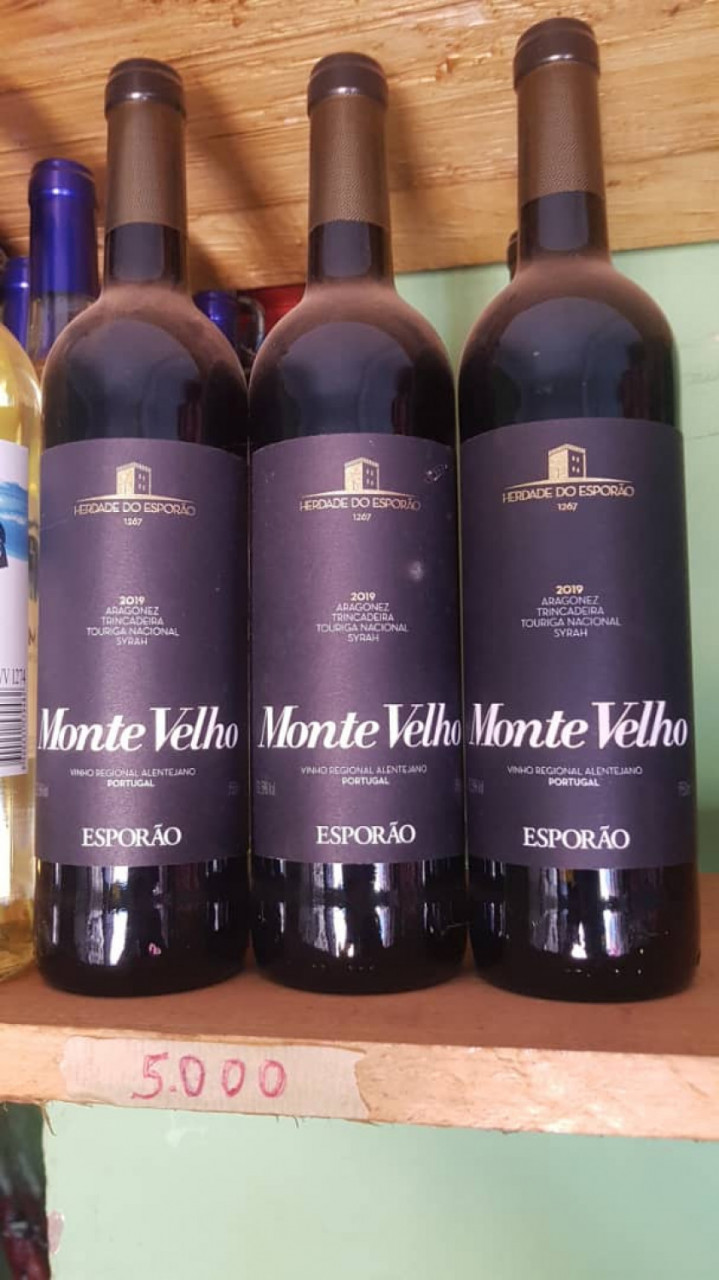 HERDADE DO ESPORÃO
1267
2019
ARAGONEZ
TRINCADEIRA
TOURIGA NACIONAL
SYRAH
Monte Velho
VINHO REGIONAL ALENTEJANO
PORTUGAL
ESPORÃO
HERDADE DO ESPORÃO
1267
2019
ARAGONEZ
TRINCADEIRA
TOURIGA NACIONAL
SYRAH
Monte Velho
VINHO REGIONAL ALENTEJANO
PORTUGAL
ESPORÃO
HERDADE DO ESPORÃO
1267
2019
ARAGONEZ
TRINCADEIRA
TOURIGA NACIONAL
SYRAH
Monte Velho
VINHO REGIONAL ALENTEJANO
PORTUGAL
ESPORÃO
1274
5.000